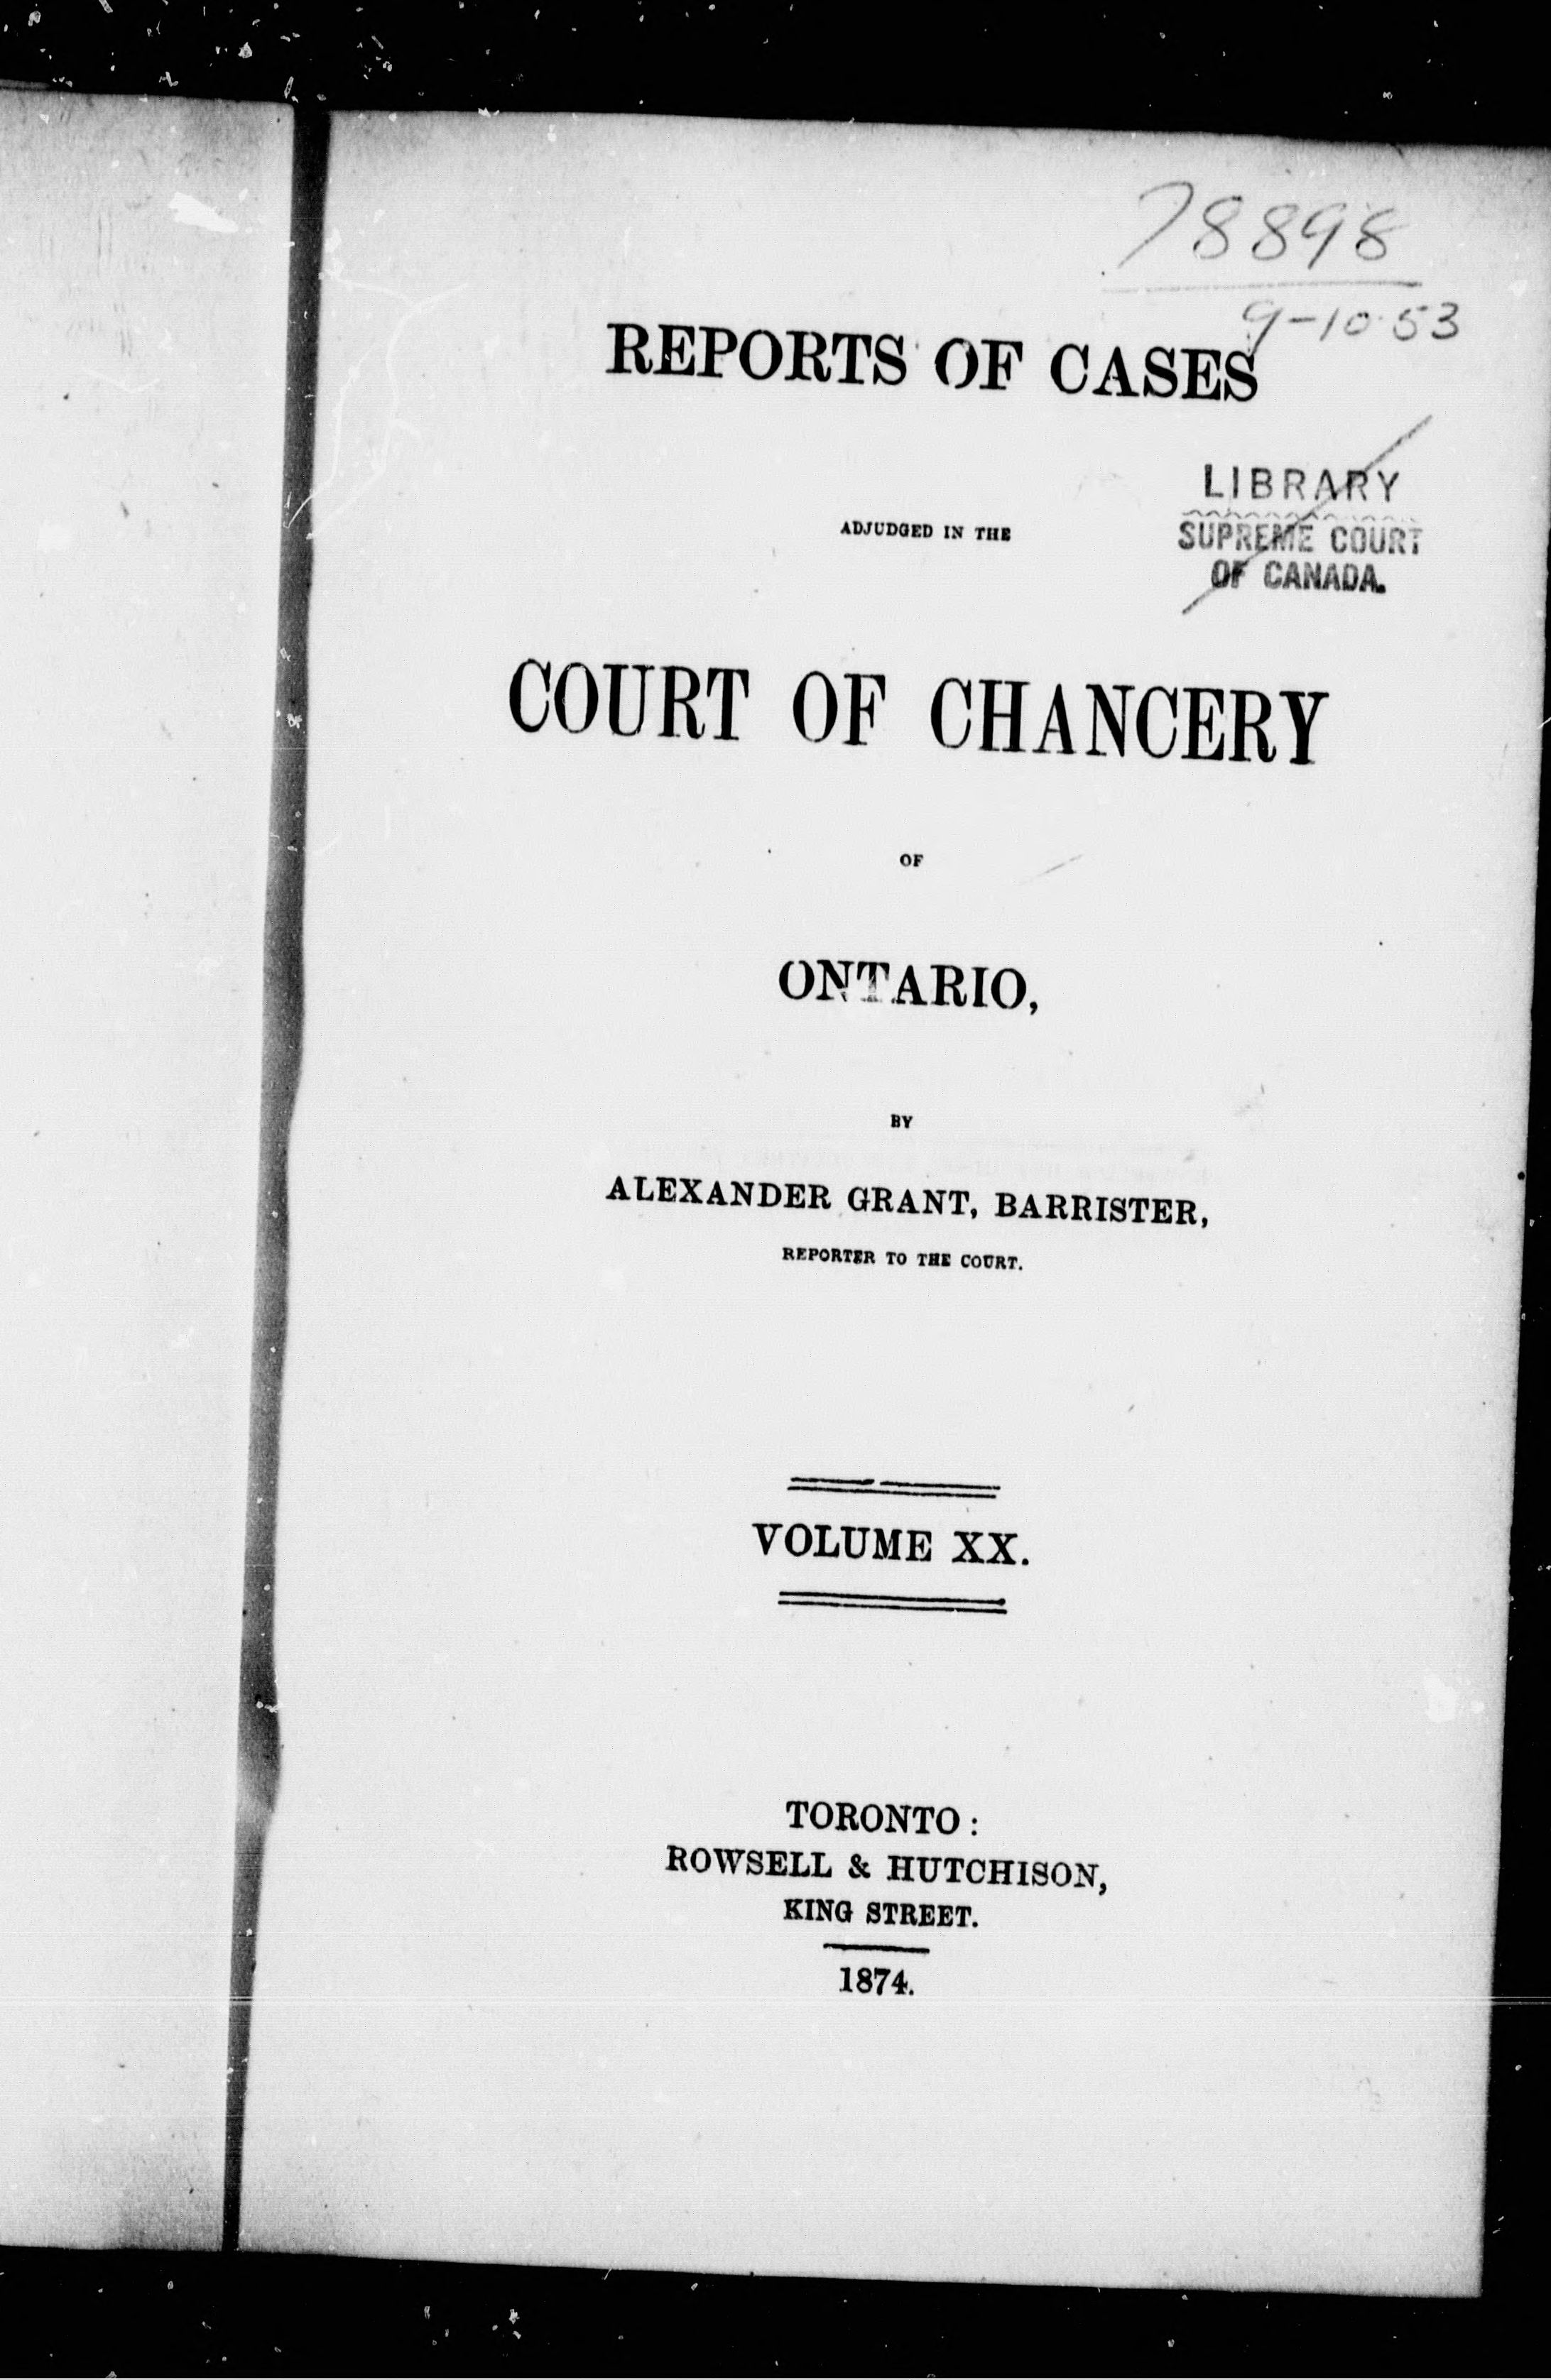 78898
9-10-53
REPORTS OF CASES
LIBRARY
SUPREME COURT
OF CANADA.
ADJUDGED IN THE
COURT OF CHANCERY
OF
ONTARIO,
BY
ALEXANDER GRANT, BARRISTER,
REPORTER TO THE COURT.
VOLUME XX.
TORONTO:
ROWSELL & HUTCHISON,
KING STREET.
1874.